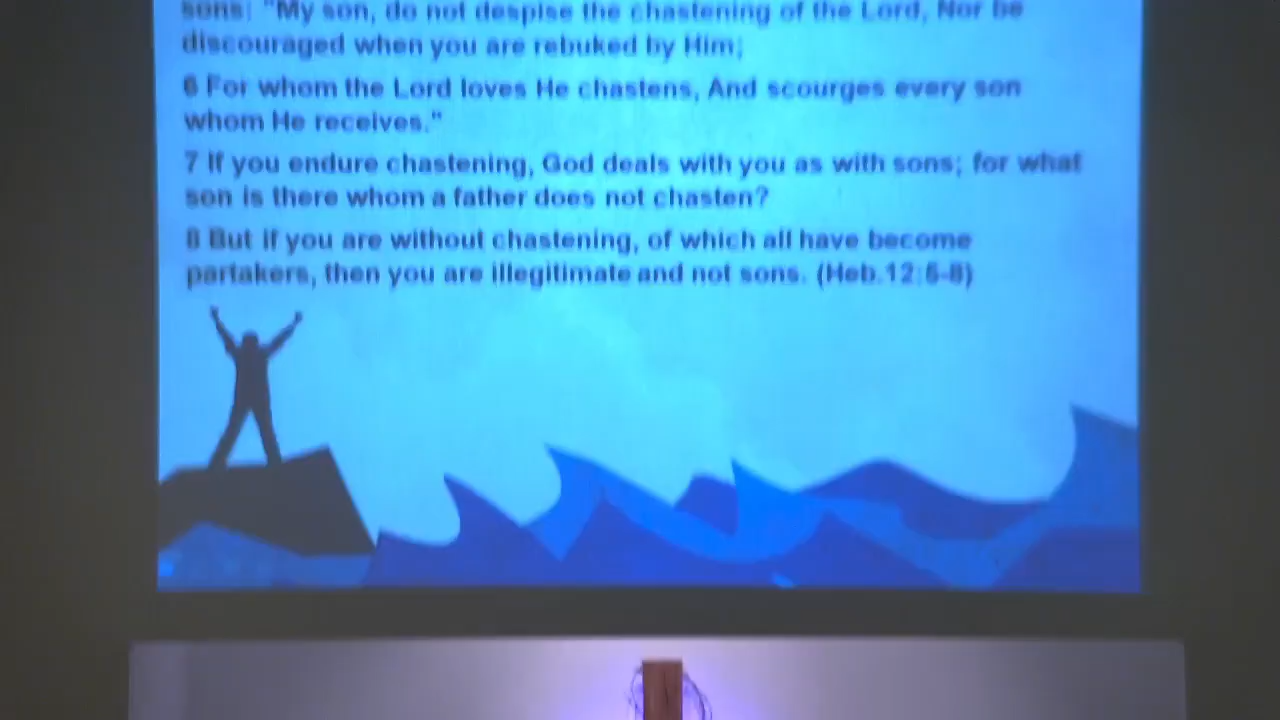 sons: "My son, do not despise the chastening of the Lord, Nor be
discouraged when you are rebuked by Him;
6 For whom the Lord loves He chastens, And scourges every son
whom He receives."
7 If you endure chastening, God deals with you as with sons; for what
son is there whom a father does not chasten?
8 But if you are without chastening, of which all have become
partakers, then you are illegitimate and not sons. (Heb.12:5-8)